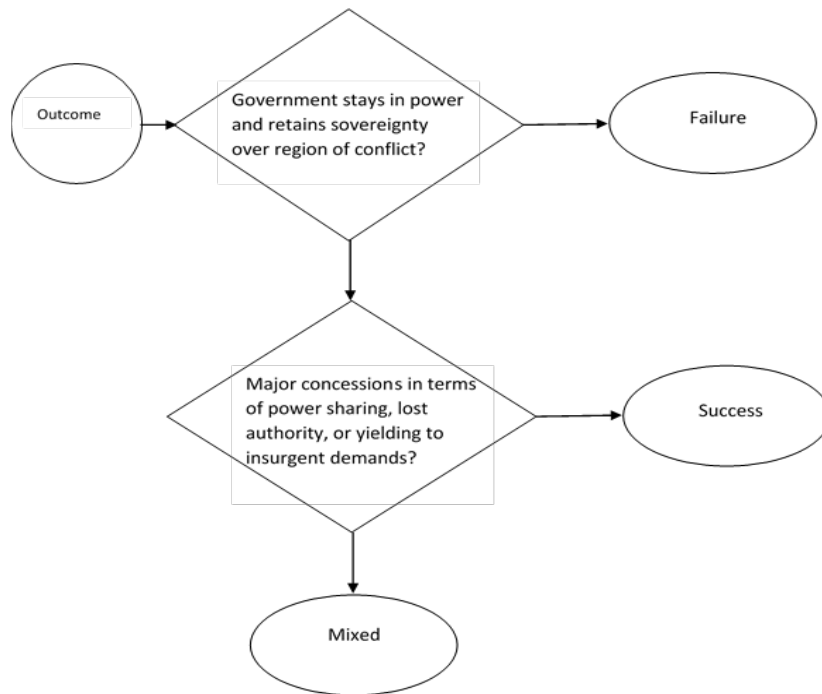 Outcome
Government stays in power
and retains sovereignty
over region of conflict?
Failure
Major concessions in terms
of power sharing, lost
authority, or yielding to
insurgent demands?
Success
Mixed